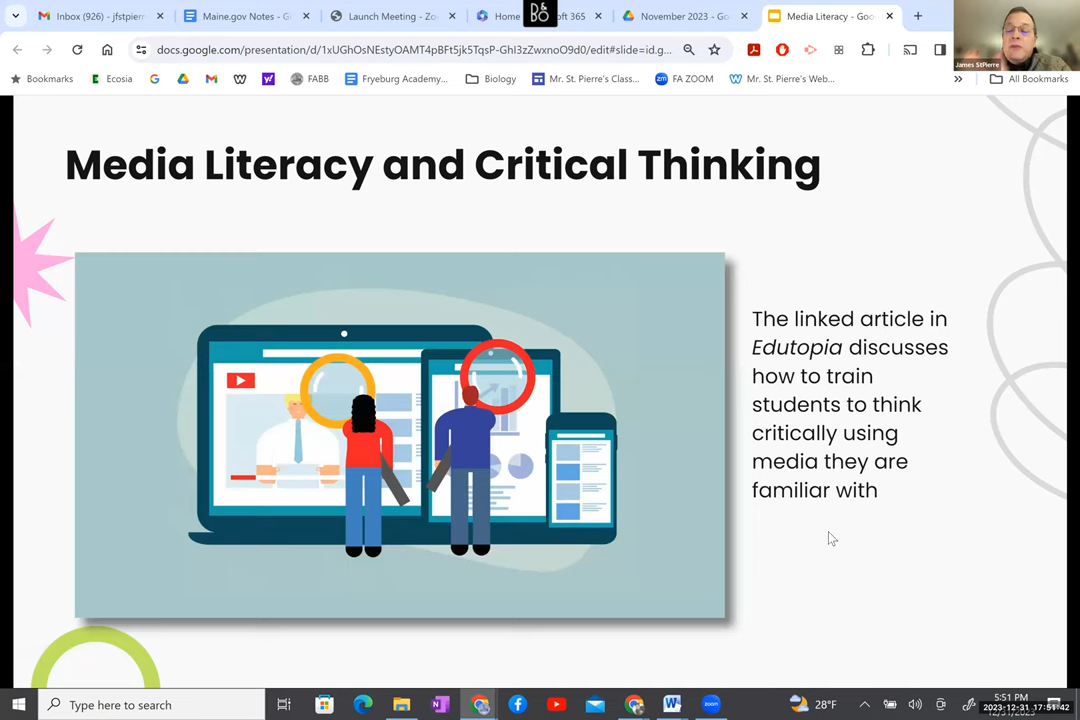 Inbox (926) - jfstpierr
Maine.gov Notes - G
Launch Meeting - Zo
Home
B&O
oft 365
November 2023 - Go
Media Literacy - Goo
docs.google.com/presentation/d/1xUGhOsNEstyOAMT4pBFt5jk5TqsP-GhI3zZwxnoO9d0/edit#slide=id.g...
James StPierre
Bookmarks
Ecosia
FABB
Fryeburg Academy...
Biology
Mr. St. Pierre's Class...
FA ZOOM
Mr. St. Pierre's Web...
»
All Bookmarks
Media Literacy and Critical Thinking
The linked article in
Edutopia discusses
how to train
students to think
critically using
media they are
familiar with
Type here to search
28°F
5:51 PM
2023-12-31 17:51:42